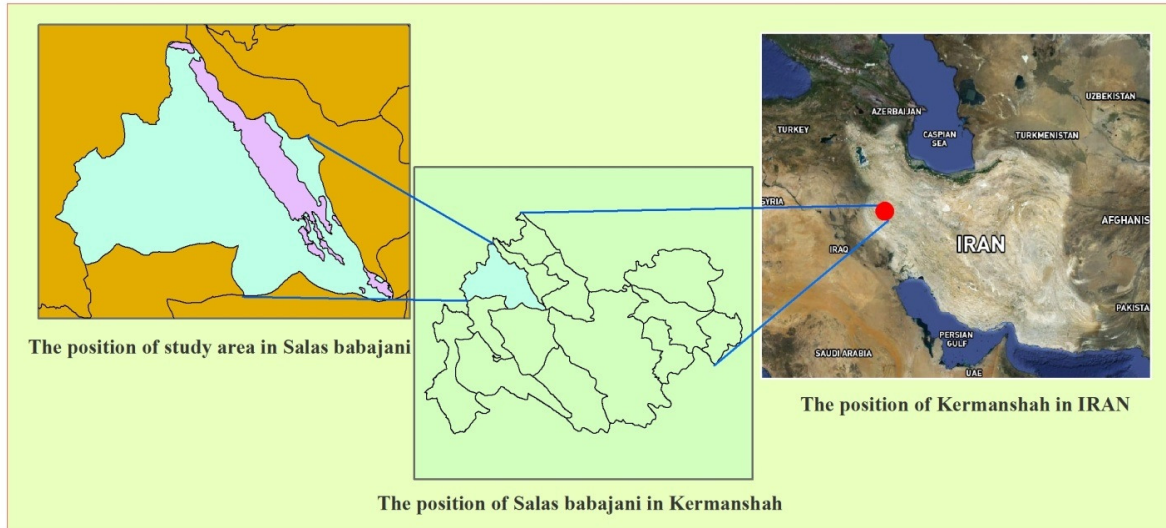 The position of study area in Salas babajani
The position of Salas babajani in Kermanshah
AZERBAIJAN
UZBEKISTAN
TURKEY
CASPIAN
SEA
TURKMENISTAN
SYRIA
AFGHANIS
IRAQ
IRAN
PAKISTA
PERSIAN
GULF
SAUDI ARABIA
UAE
The position of Kermanshah in IRAN